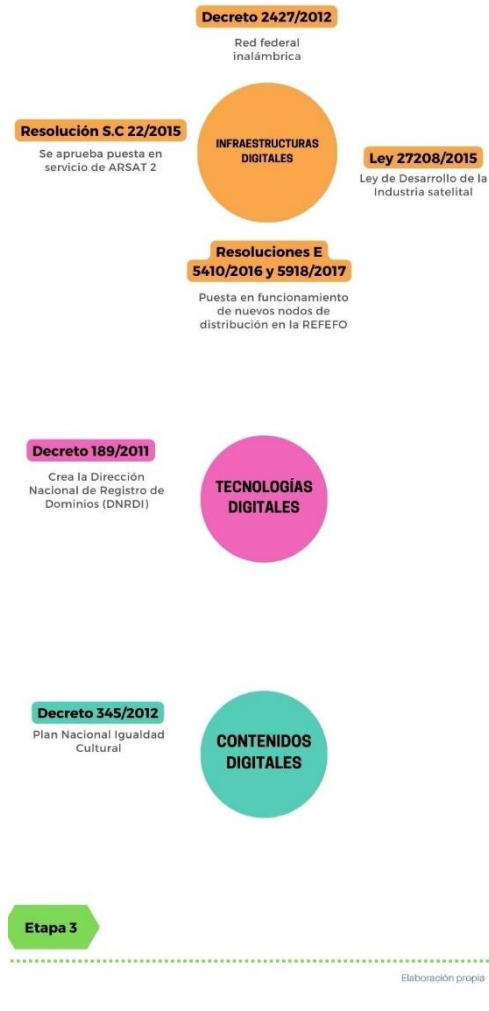 Decreto 2427/2012
Red federal
inalámbrica
Resolución S.C 22/2015
Se aprueba puesta en
servicio de ARSAT 2
INFRAESTRUCTURAS
DIGITALES
Ley 27208/2015
Ley de Desarrollo de la
Industria satelital
Resoluciones E
5410/2016 y 5918/2017
Puesta en funcionamiento
de nuevos nodos de
distribución en la REFEFO
Decreto 189/2011
Crea la Dirección
Nacional de Registro de
Dominios (DNRDI)
TECNOLOGÍAS
DIGITALES
Decreto 345/2012
Plan Nacional Igualdad
Cultural
CONTENIDOS
DIGITALES
Etapa 3
Elaboración propia